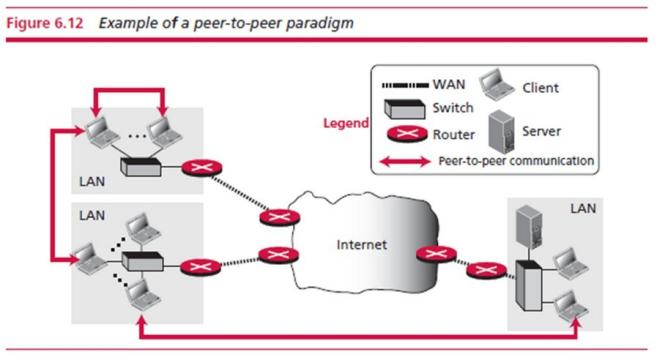 Figure 6.12 Example of a peer-to-peer paradigm
Legend
WAN
Client
Switch
Router
Server
Peer-to-peer communication
LAN
LAN
Internet
LAN